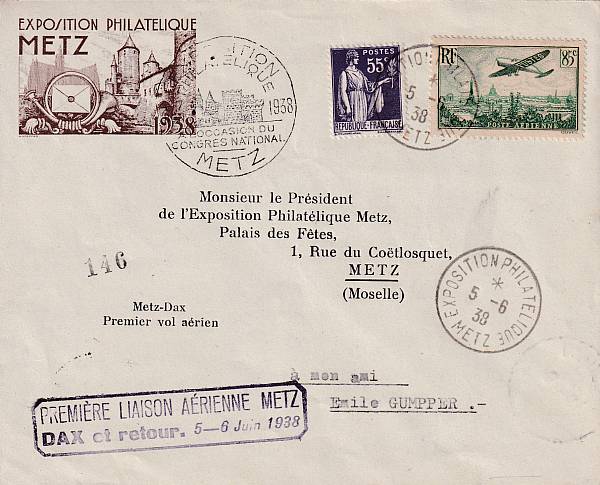 EXPOSITION PHILATELIQUE
METZ
1938
EXPOSITION
PHILATELIQUE
1938
L'OCCASION DU
CONGRES NATIONAL
METZ
POSTES
55c
REPUBLIQUE-FRANCAISE
RF
85c
POSTE AERIENNE
5 -6
38
METZ
Monsieur le Président
de l'Exposition Philatélique Metz,
Palais des Fêtes,
1, Rue du Coëtlosquet,
METZ
(Moselle)
146
Metz-Dax
Premier vol aérien
EXPOSITION PHILATELIQUE
*
5 -6
38
METZ
à mon ami
Emile GUMPPER .-
PREMIÈRE LIAISON AÉRIENNE METZ
DAX et retour. 5-6 Juin 1938